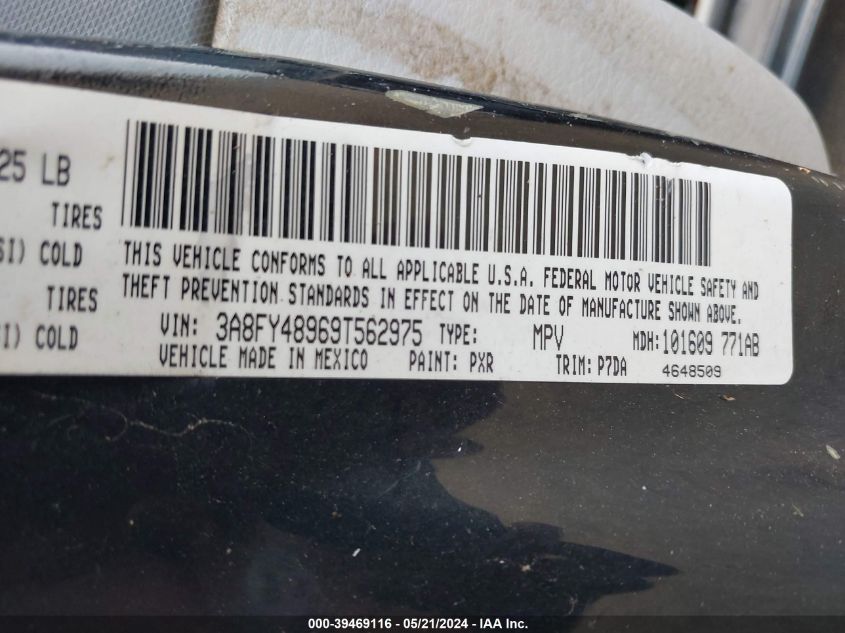 25 LB
TIRES
SI) COLD
TIRES
I) COLD
THIS VEHICLE CONFORMS TO ALL APPLICABLE U.S.A. FEDERAL MOTOR VEHICLE SAFETY AND
THEFT PREVENTION STANDARDS IN EFFECT ON THE DATE OF MANUFACTURE SHOWN ABOVE.
VIN: 3A8FY48969T562975 TYPE: MPV MDH: 101609 771AB
VEHICLE MADE IN MEXICO PAINT: PXR TRIM: P7DA 4648509
000-39469116 - 05/21/2024 - IAA Inc.